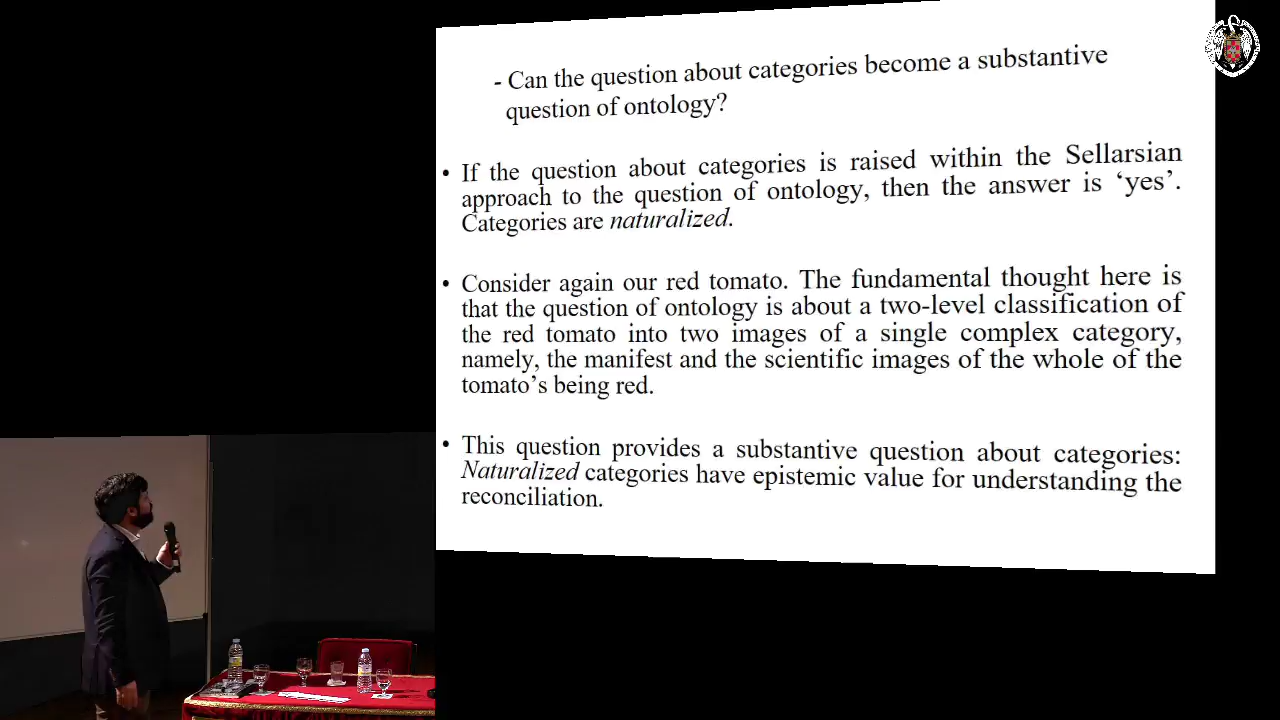 - Can the question about categories become a substantive
question of ontology?
• If the question about categories is raised within the Sellarsian
approach to the question of ontology, then the answer is ‘yes’.
Categories are naturalized.
• Consider again our red tomato. The fundamental thought here is
that the question of ontology is about a two-level classification of
the red tomato into two images of a single complex category,
namely, the manifest and the scientific images of the whole of the
tomato’s being red.
• This question provides a substantive question about categories:
Naturalized categories have epistemic value for understanding the
reconciliation.